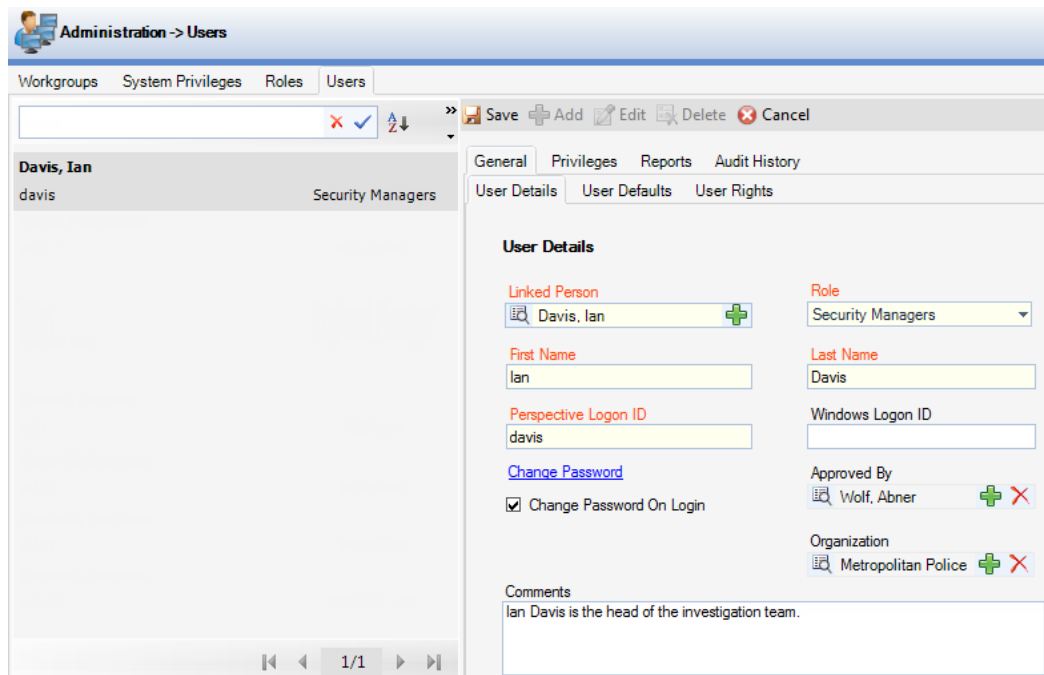 Administration -> Users
Workgroups System Privileges Roles Users
Save Add Edit Delete Cancel
Davis, Ian
davis Security Managers
1/1
General Privileges Reports Audit History
User Details User Defaults User Rights
User Details
Linked Person Role
Davis, Ian Security Managers
First Name Last Name
Ian Davis
Perspective Logon ID Windows Logon ID
davis
Change Password Approved By
Change Password On Login Wolf, Abner
Organization
Metropolitan Police
Comments
Ian Davis is the head of the investigation team.